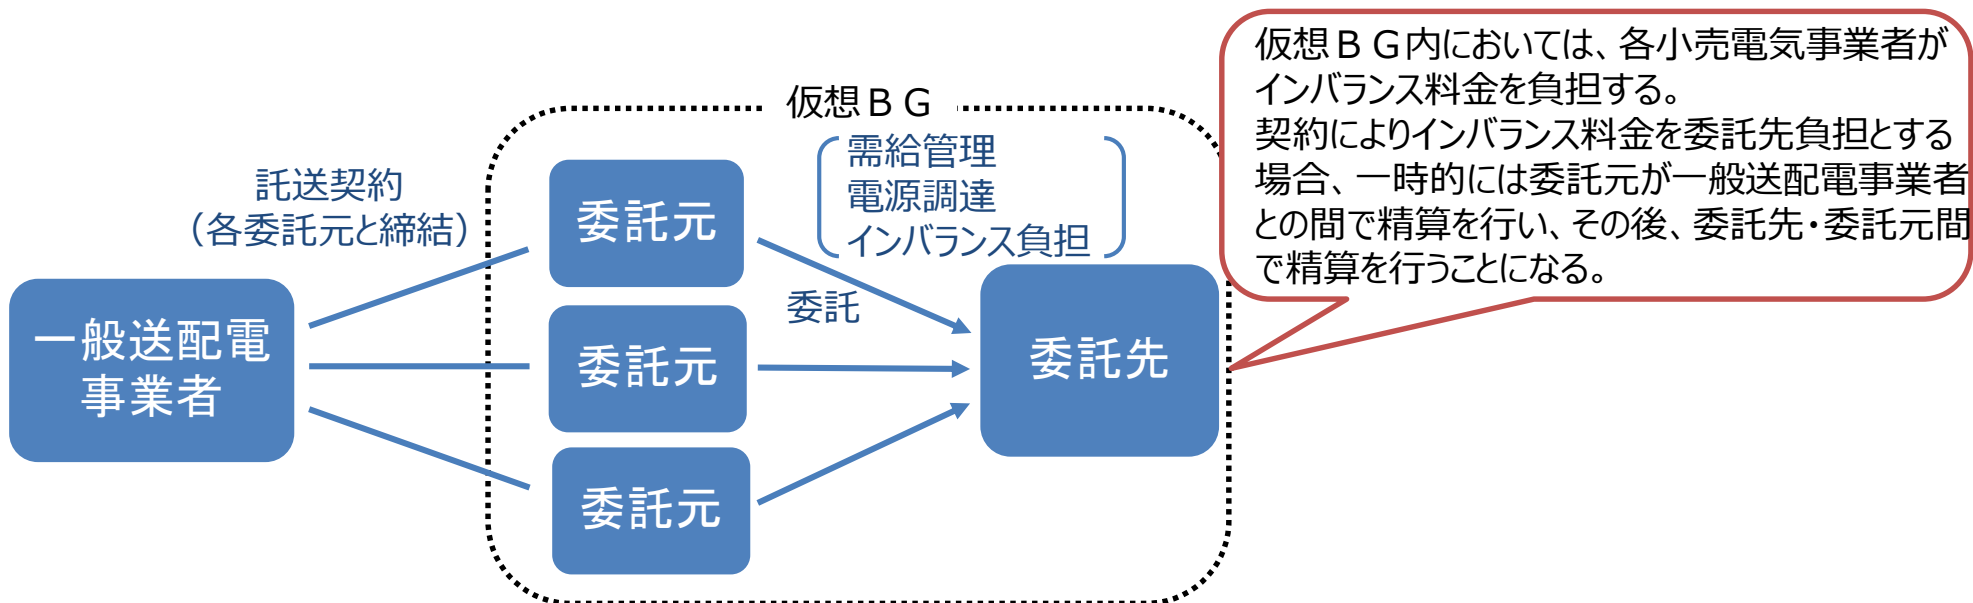 仮想ＢＧ
託送契約
（各委託元と締結）
一般送配電
事業者
委託元
委託元
委託元
需給管理
電源調達
インバランス負担
委託
委託先
仮想ＢＧ内においては、各小売電気事業者が
インバランス料金を負担する。
契約によりインバランス料金を委託先負担とする
場合、一時的には委託元が一般送配電事業者
との間で精算を行い、その後、委託先・委託元間
で精算を行うことになる。